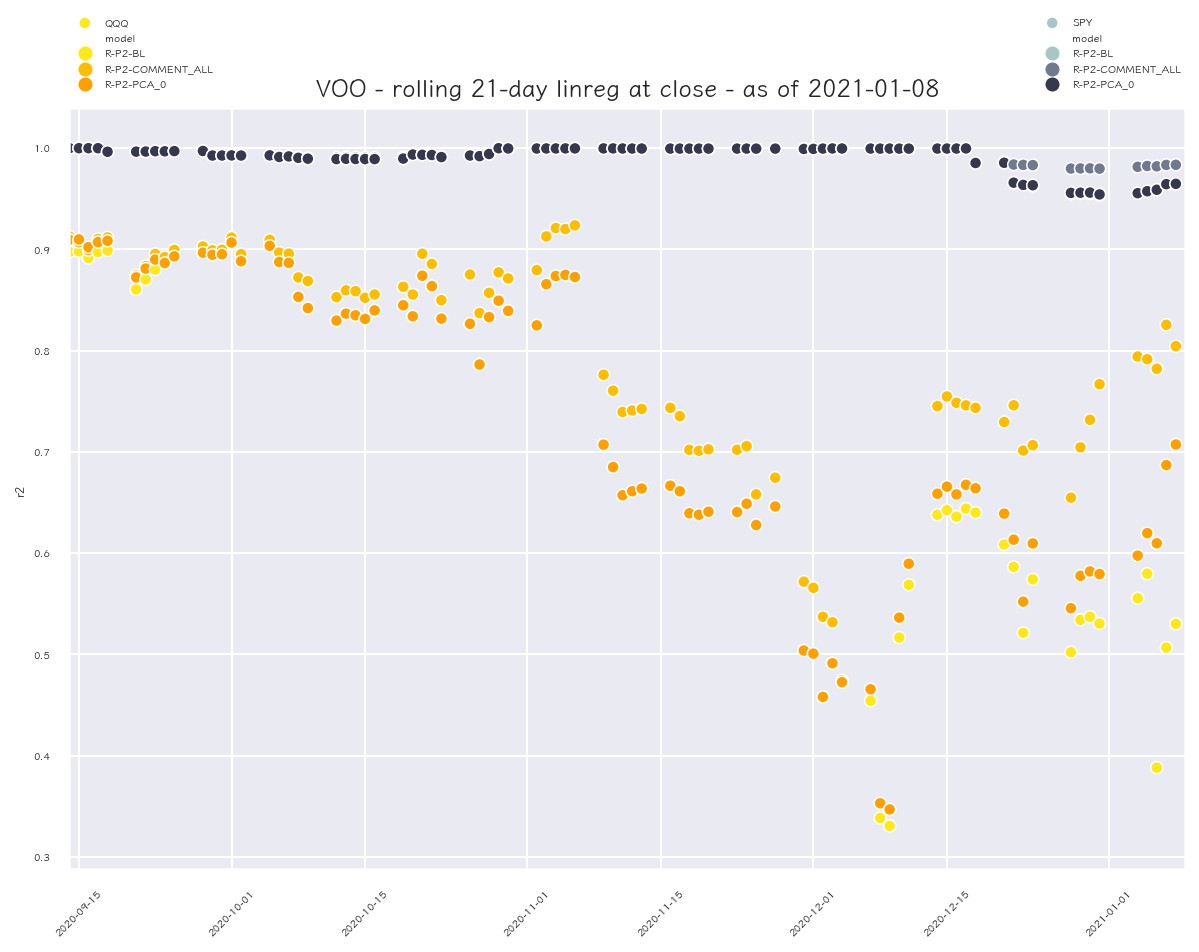 QQQ
model
R-P2-BL
R-P2-COMMENT_ALL
R-P2-PCA_0
SPY
model
R-P2-BL
R-P2-COMMENT_ALL
R-P2-PCA_0
VOO - rolling 21-day linreg at close - as of 2021-01-08
1.0
0.9
0.8
0.7
0.6
0.5
0.4
0.3
r2
2020-09-15
2020-10-01
2020-10-15
2020-11-01
2020-11-15
2020-12-01
2020-12-15
2021-01-01